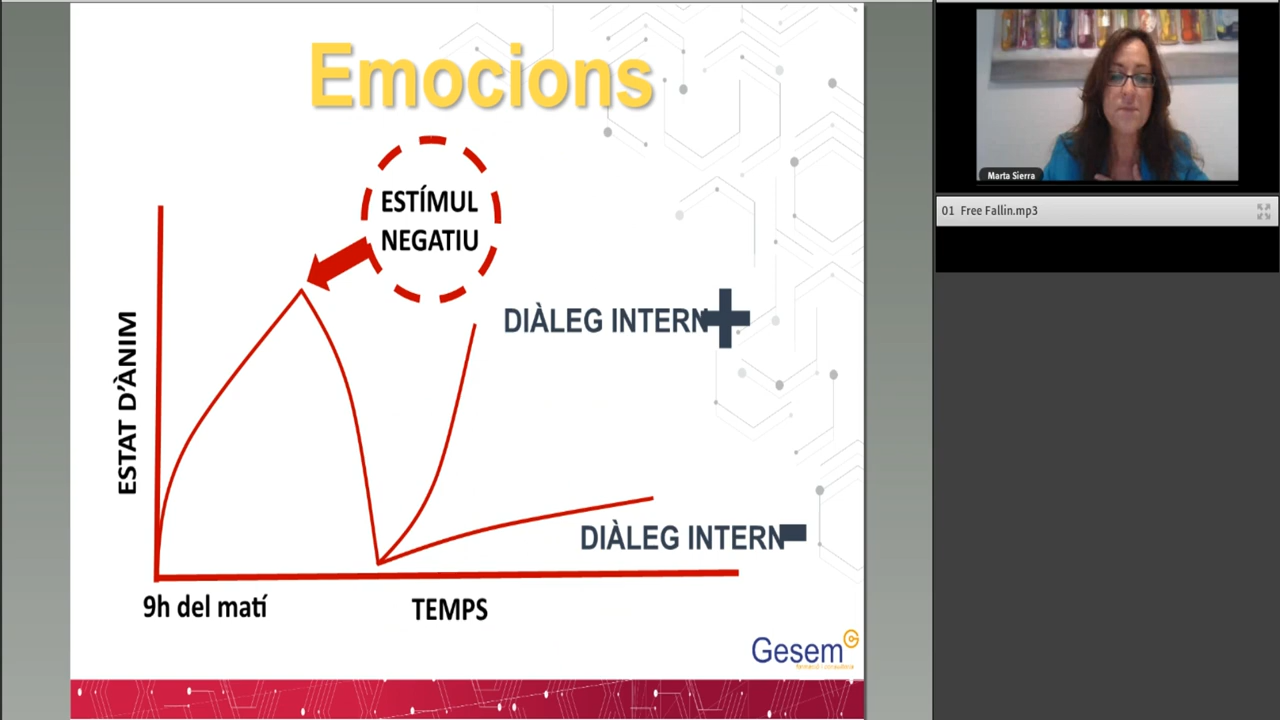 Emocions
ESTÍMUL
NEGATIU
ESTAT D'ÀNIM
DIÀLEG INTERN+
DIÀLEG INTERN-
9h del matí
TEMPS
Gesem
Marta Sierra
01 Free Fallin.mp3